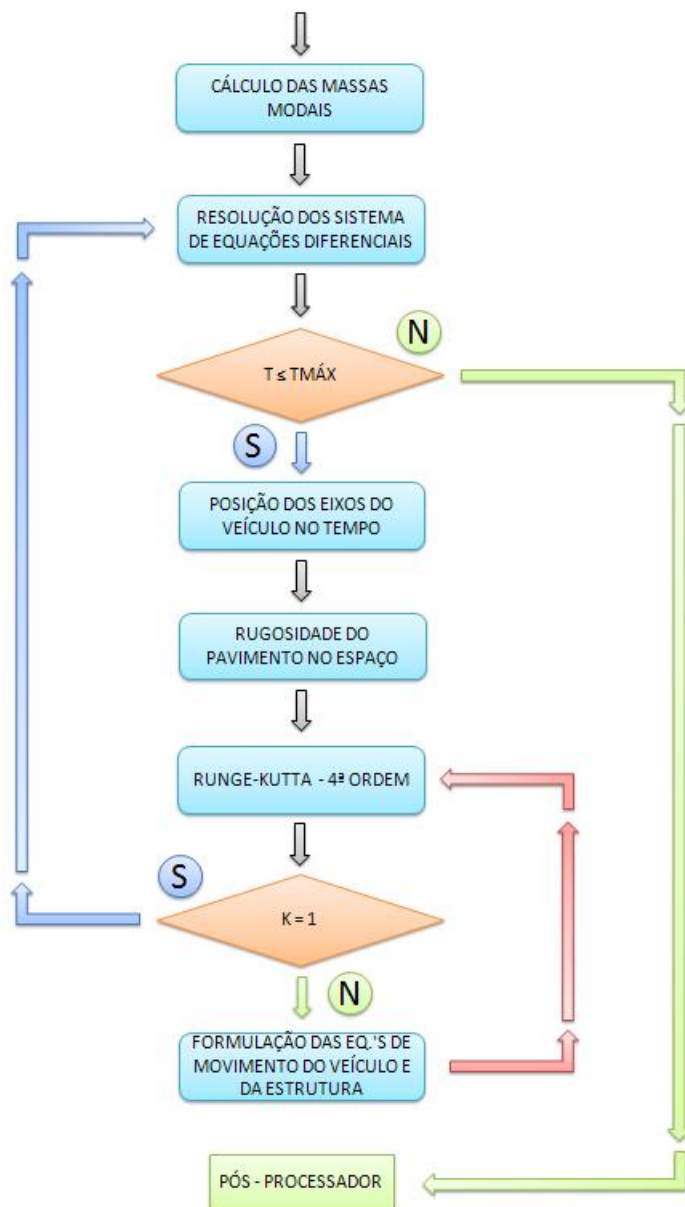 CÁLCULO DAS MASSAS
MODAIS
RESOLUÇÃO DOS SISTEMA
DE EQUAÇÕES DIFERENCIAIS
N
T ≤ TMÁX
S
POSIÇÃO DOS EIXOS DO
VEÍCULO NO TEMPO
RUGOSIDADE DO
PAVIMENTO NO ESPAÇO
RUNGE-KUTTA - 4ª ORDEM
S
K = 1
N
FORMULAÇÃO DAS EQ.'S DE
MOVIMENTO DO VEÍCULO E
DA ESTRUTURA
PÓS - PROCESSADOR